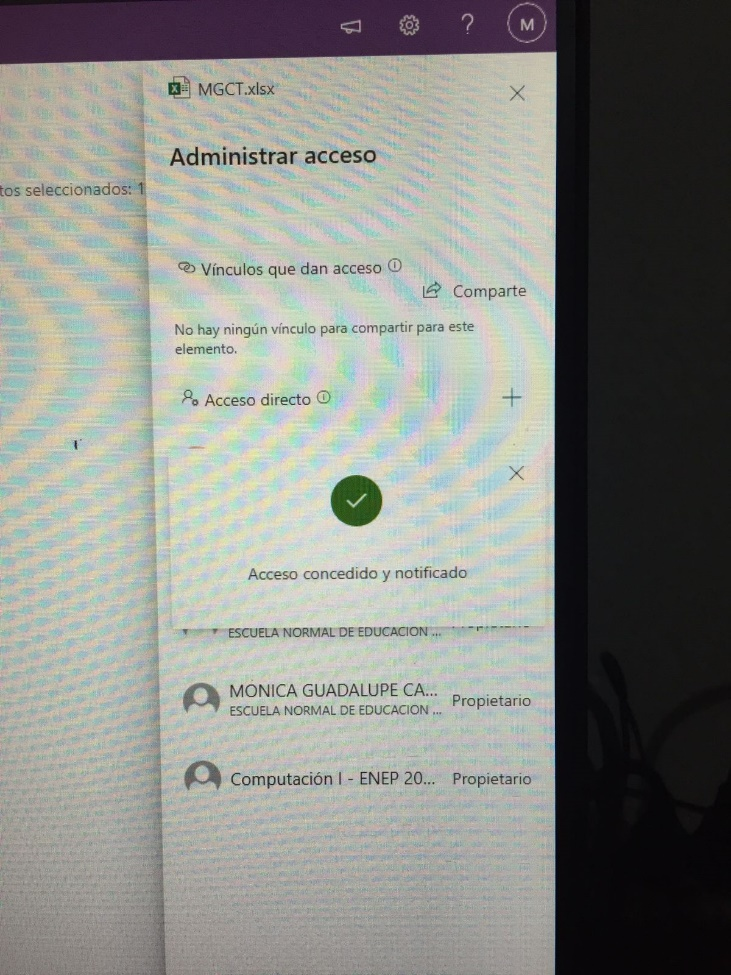 M
MGCT.xlsx
Administrar acceso
tos seleccionados: 1
Vínculos que dan acceso
Comparte
No hay ningún vínculo para compartir para este
elemento.
Acceso directo
Acceso concedido y notificado
ESCUELA NORMAL DE EDUCACION ...
MONICA GUADALUPE CA... Propietario
ESCUELA NORMAL DE EDUCACION ...
Computación I - ENEP 20... Propietario